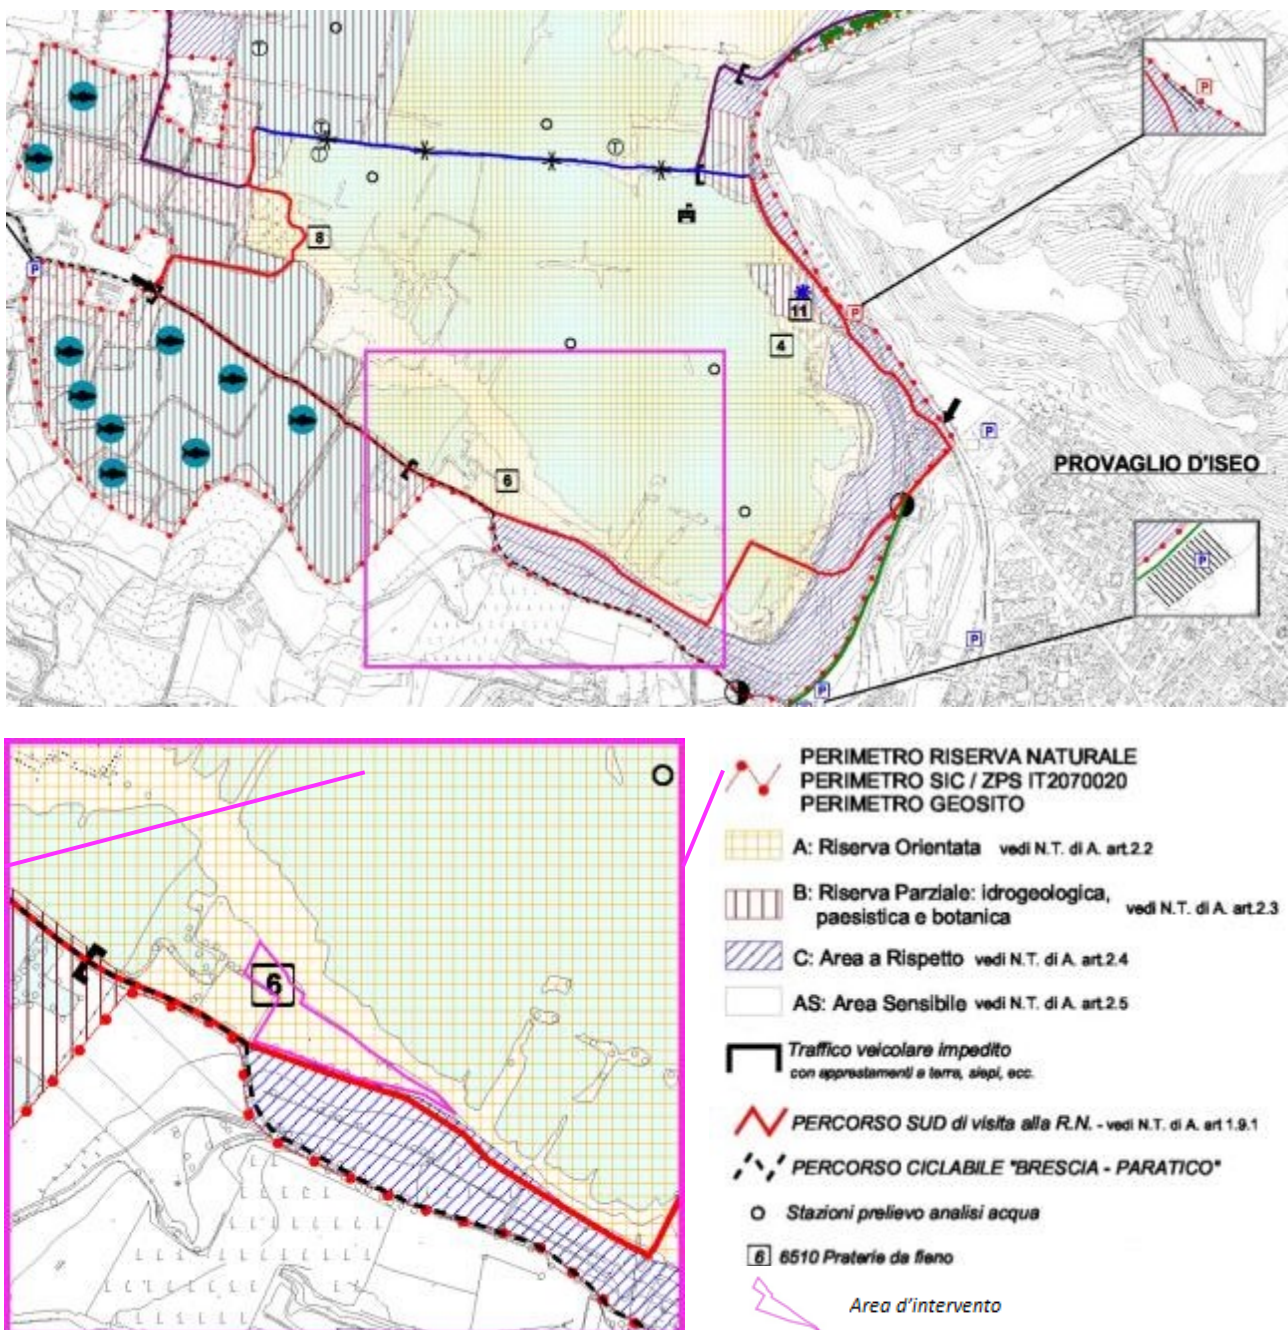 P
T
T
T
T
8
P
11
P
4
P
6
PROVAGLIO D'ISEO
P
P
P
6
PERIMETRO RISERVA NATURALE
PERIMETRO SIC / ZPS IT2070020
PERIMETRO GEOSITO
A: Riserva Orientata vedi N.T. di A. art.2.2
B: Riserva Parziale: idrogeologica,
paesistica e botanica vedi N.T. di A. art.2.3
C: Area a Rispetto vedi N.T. di A. art.2.4
AS: Area Sensibile vedi N.T. di A. art.2.5
Traffico veicolare impedito
con apprestamenti a terra, siepi, ecc.
PERCORSO SUD di visita alla R.N. - vedi N.T. di A. art 1.9.1
PERCORSO CICLABILE "BRESCIA - PARATICO"
Stazioni prelievo analisi acqua
6 6510 Praterie da fieno
Area d'intervento